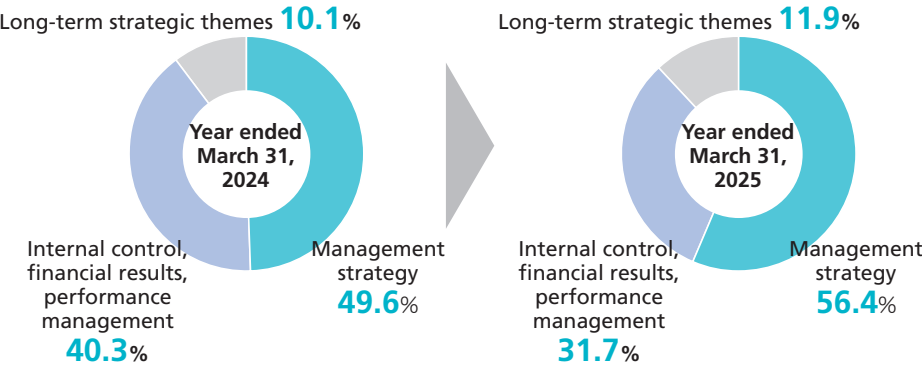 Long-term strategic themes 10.1%
Year ended
March 31,
2024
Internal control,
financial results,
performance
management
40.3%
Management
strategy
49.6%
Long-term strategic themes 11.9%
Year ended
March 31,
2025
Internal control,
financial results,
performance
management
31.7%
Management
strategy
56.4%